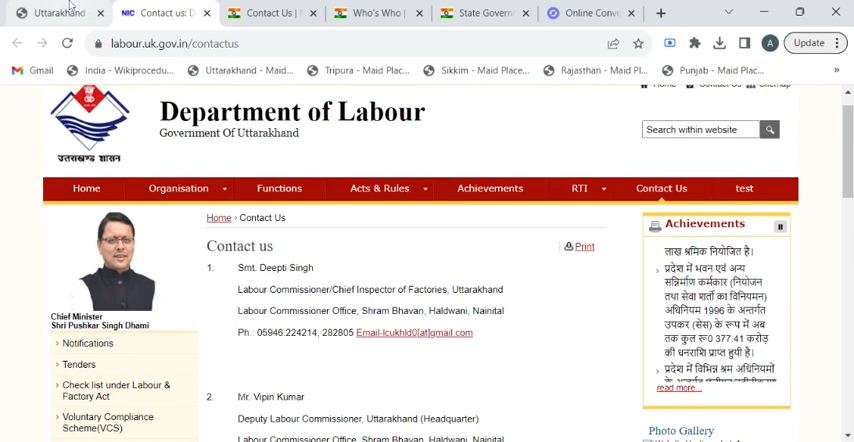 Uttarakhand
NIC Contact us: D
Contact Us |
Who's Who |
State Govern
Online Conv
labour.uk.gov.in/contactus
A
Update
Gmail
India - Wikiprocedu...
Uttarakhand - Maid...
Tripura - Maid Plac...
Sikkim - Maid Place...
Rajasthan - Maid Pl...
Punjab - Maid Plac...
»
Home
Contact Us
Sitemap
Department of Labour
Government Of Uttarakhand
उत्तराखण्ड शासन
Search within website
Home
Organisation
Functions
Acts & Rules
Achievements
RTI
Contact Us
test
Home › Contact Us
Contact us
Print
1. Smt. Deepti Singh
Labour Commissioner/Chief Inspector of Factories, Uttarakhand
Labour Commissioner Office, Shram Bhavan, Haldwani, Nainital
Ph.: 05946:224214, 282805 Email-lcukhld0[at]gmail.com
2. Mr. Vipin Kumar
Deputy Labour Commissioner, Uttarakhand (Headquarter)
Labour Commissioner Office, Shram Bhavan, Haldwani, Nainital
Chief Minister
Shri Pushkar Singh Dhami
Notifications
Tenders
Check list under Labour &
Factory Act
Voluntary Compliance
Scheme(VCS)
Achievements
लाख श्रमिक नियोजित है।
प्रदेश में भवन एवं अन्य
सन्निर्माण कर्मकार (नियोजन
तथा सेवा शर्तो का विनियमन)
अधिनियम 1996 के अन्तर्गत
उपकर (सेस) के रूप में अब
तक कुल रू0 377.41 करोड़
की धनराशि प्राप्त हुयी है।
प्रदेश में विभिन्न श्रम अधिनियमों
read more...
Photo Gallery